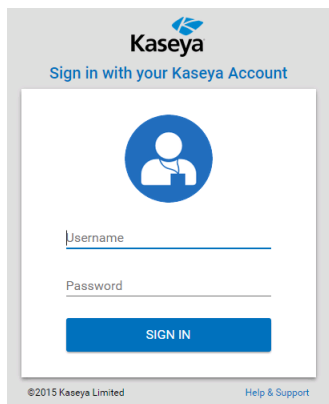 Kaseya
Sign in with your Kaseya Account
Username
Password
SIGN IN
©2015 Kaseya Limited Help & Support